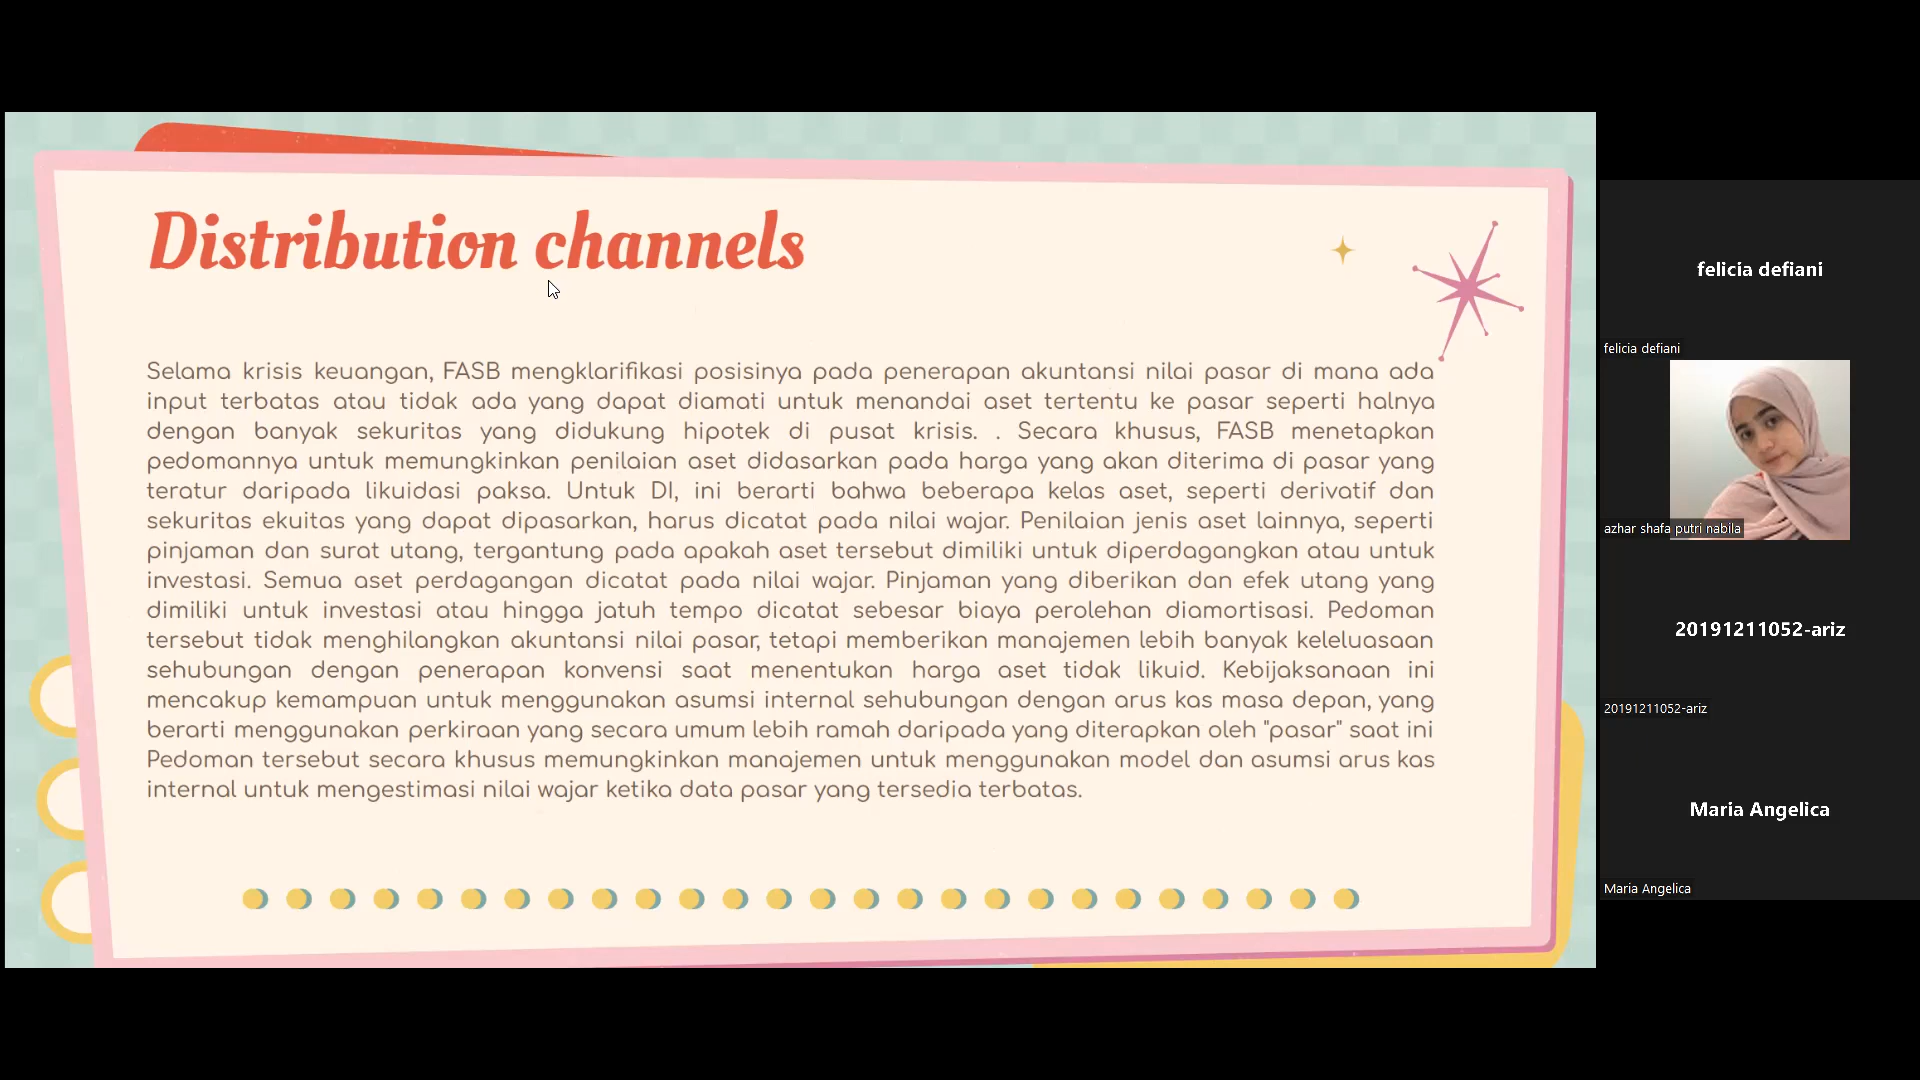 Distribution channels
Selama krisis keuangan, FASB mengklarifikasi posisinya pada penerapan akuntansi nilai pasar di mana ada
input terbatas atau tidak ada yang dapat diamati untuk menandai aset tertentu ke pasar seperti halnya
dengan banyak sekuritas yang didukung hipotek di pusat krisis. . Secara khusus, FASB menetapkan
pedomannya untuk memungkinkan penilaian aset didasarkan pada harga yang akan diterima di pasar yang
teratur daripada likuidasi paksa. Untuk DI, ini berarti bahwa beberapa kelas aset, seperti derivatif dan
sekuritas ekuitas yang dapat dipasarkan, harus dicatat pada nilai wajar. Penilaian jenis aset lainnya, seperti
pinjaman dan surat utang, tergantung pada apakah aset tersebut dimiliki untuk diperdagangkan atau untuk
investasi. Semua aset perdagangan dicatat pada nilai wajar. Pinjaman yang diberikan dan efek utang yang
dimiliki untuk investasi atau hingga jatuh tempo dicatat sebesar biaya perolehan diamortisasi. Pedoman
tersebut tidak menghilangkan akuntansi nilai pasar, tetapi memberikan manajemen lebih banyak keleluasaan
sehubungan dengan penerapan konvensi saat menentukan harga aset tidak likuid. Kebijaksanaan ini
mencakup kemampuan untuk menggunakan asumsi internal sehubungan dengan arus kas masa depan, yang
berarti menggunakan perkiraan yang secara umum lebih ramah daripada yang diterapkan oleh "pasar" saat ini
Pedoman tersebut secara khusus memungkinkan manajemen untuk menggunakan model dan asumsi arus kas
internal untuk mengestimasi nilai wajar ketika data pasar yang tersedia terbatas.
felicia defiani
felicia defiani
azhar shafa putri nabila
20191211052-ariz
20191211052-ariz
Maria Angelica
Maria Angelica